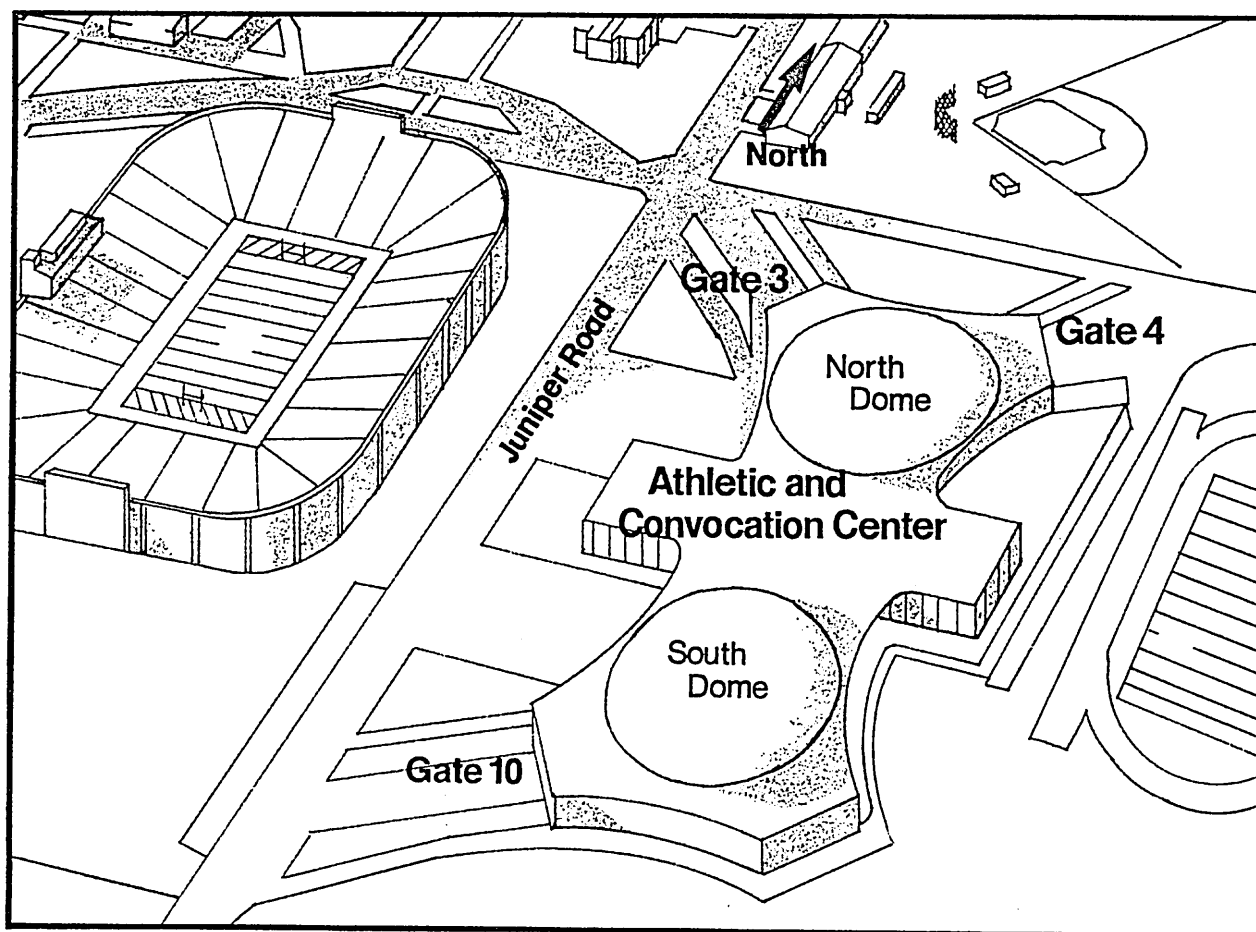 North
Gate 3
Gate 4
Juniper Road
North
Dome
Athletic and
Convocation Center
South
Dome
Gate 10